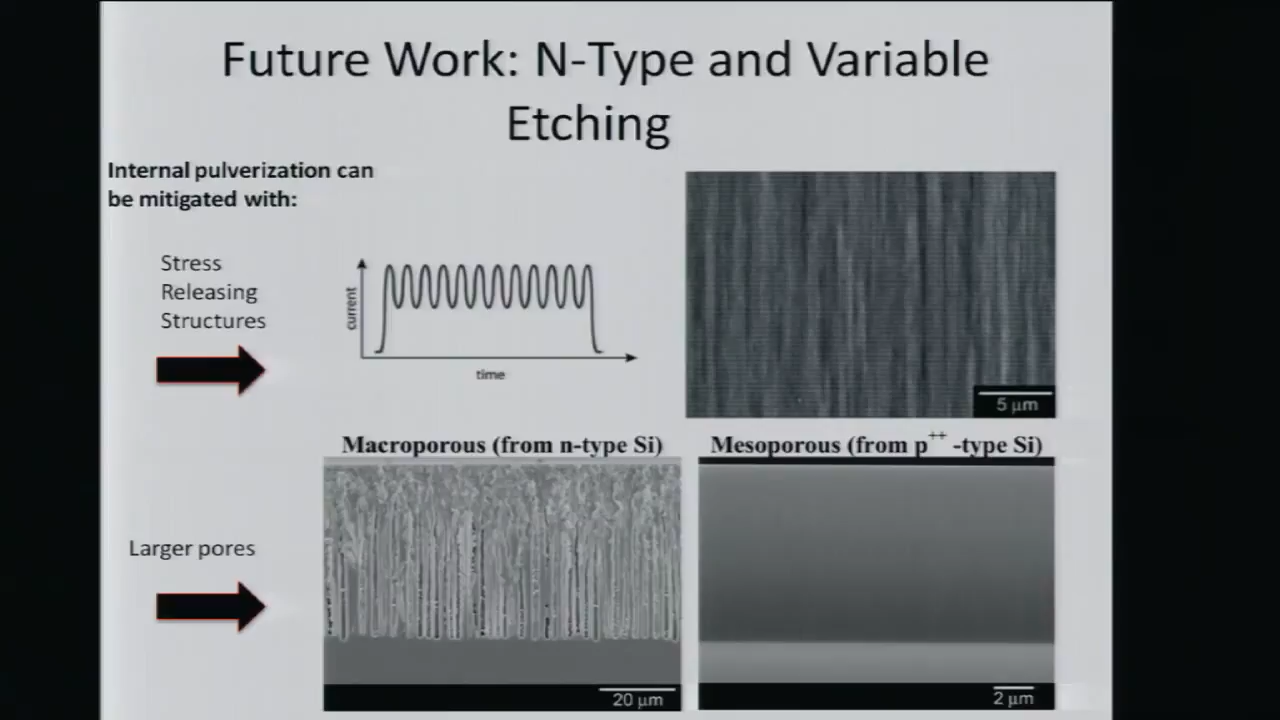 Future Work: N-Type and Variable
Etching
Internal pulverization can
be mitigated with:
Stress
Releasing
Structures
current
time
5 μm
Macroporous (from n-type Si)
Mesoporous (from p++ -type Si)
Larger pores
20 μm
2 μm